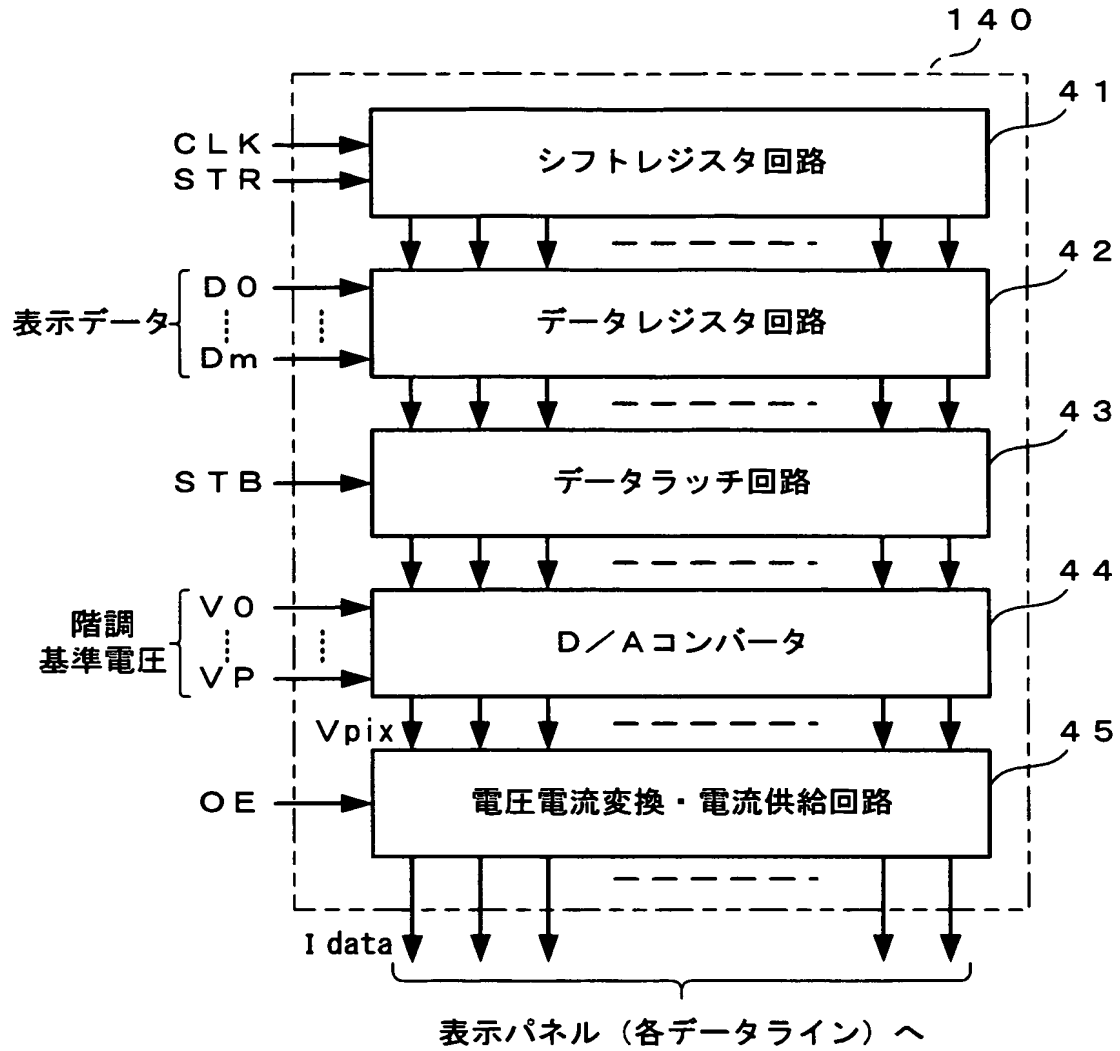 １４０
４１
ＣＬＫ
ＳＴＲ
シフトレジスタ回路
４２
表示データ
Ｄ０
Ｄｍ
データレジスタ回路
４３
ＳＴＢ
データラッチ回路
４４
階調
基準電圧
Ｖ０
ＶＰ
Ｄ／Ａコンバータ
Ｖpix
４５
ＯＥ
電圧電流変換・電流供給回路
I data
表示パネル（各データライン）へ